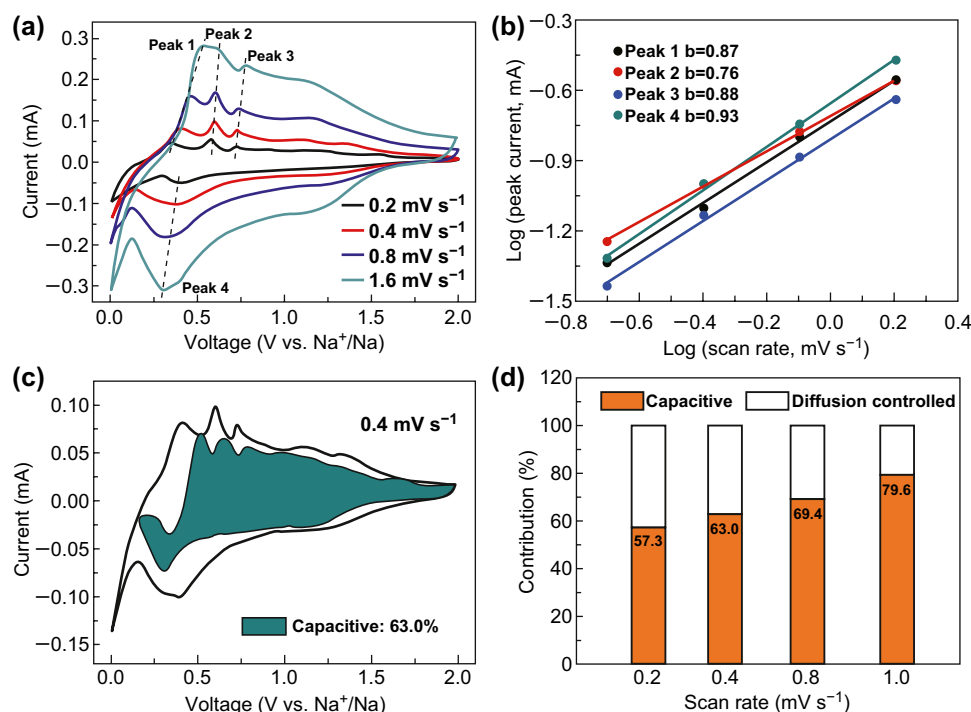 (a)
Peak 1
Peak 2
Peak 3
Peak 4
0.3
0.2
0.1
0.0
−0.1
−0.2
−0.3
Current (mA)
0.2 mV s⁻¹
0.4 mV s⁻¹
0.8 mV s⁻¹
1.6 mV s⁻¹
0.0 0.5 1.0 1.5 2.0
Voltage (V vs. Na⁺/Na)
(b)
Peak 1 b=0.87
Peak 2 b=0.76
Peak 3 b=0.88
Peak 4 b=0.93
−0.3
−0.6
−0.9
−1.2
−1.5
Log (peak current, mA)
−0.8 −0.6 −0.4 −0.2 0.0 0.2 0.4
Log (scan rate, mV s⁻¹)
(c)
0.4 mV s⁻¹
0.10
0.05
0.00
−0.05
−0.10
Current (mA)
Capacitive: 63.0%
0.0 0.5 1.0 1.5 2.0
Voltage (V vs. Na⁺/Na)
(d)
Capacitive Diffusion controlled
120
100
80
60
40
20
0
Contribution (%)
57.3
63.0
69.4
79.6
0.2 0.4 0.8 1.0
Scan rate (mV s⁻¹)